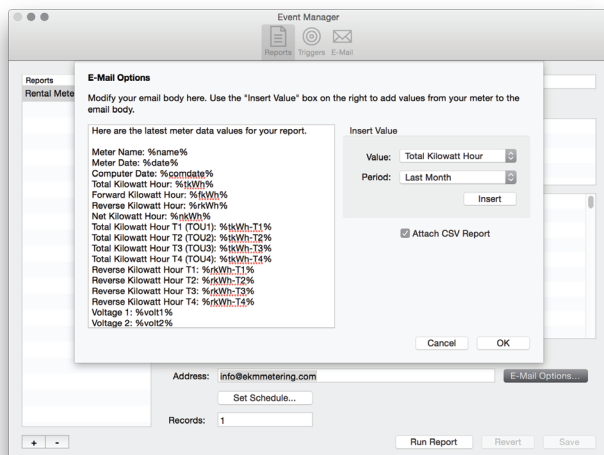 Event Manager
Reports Triggers E-Mail
Reports
Rental Mete
E-Mail Options
Modify your email body here. Use the "Insert Value" box on the right to add values from your meter to the
email body.
Here are the latest meter data values for your report.
Meter Name: %name%
Meter Date: %date%
Computer Date: %comdate%
Total Kilowatt Hour: %tkWh%
Forward Kilowatt Hour: %fkWh%
Reverse Kilowatt Hour: %rkWh%
Net Kilowatt Hour: %nkWh%
Total Kilowatt Hour T1 (TOU1): %tkWh-T1%
Total Kilowatt Hour T2 (TOU2): %tkWh-T2%
Total Kilowatt Hour T3 (TOU3): %tkWh-T3%
Total Kilowatt Hour T4 (TOU4): %tkWh-T4%
Reverse Kilowatt Hour T1: %rkWh-T1%
Reverse Kilowatt Hour T2: %rkWh-T2%
Reverse Kilowatt Hour T3: %rkWh-T3%
Reverse Kilowatt Hour T4: %rkWh-T4%
Voltage 1: %volt1%
Voltage 2: %volt2%
Insert Value
Value: Total Kilowatt Hour
Period: Last Month
Insert
Attach CSV Report
Cancel OK
Address: info@ekmmetering.com E-Mail Options...
Set Schedule...
Records: 1
+ - Run Report Revert Save